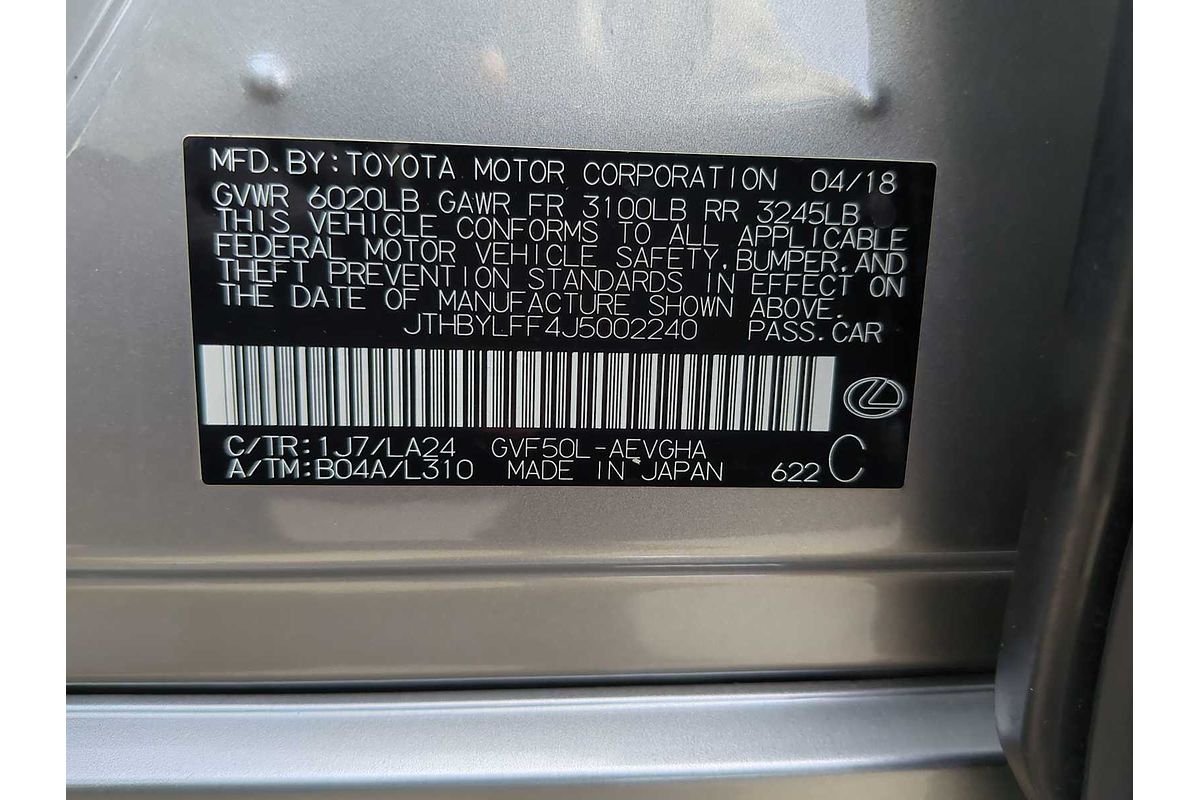 MFD.BY:TOYOTA MOTOR CORPORATION 04/18
GVWR 6020LB GAWR FR 3100LB RR 3245LB
THIS VEHICLE CONFORMS TO ALL APPLICABLE
FEDERAL MOTOR VEHICLE SAFETY,BUMPER,AND
THEFT PREVENTION STANDARDS IN EFFECT ON
THE DATE OF MANUFACTURE SHOWN ABOVE.
JTHBYLFF4J5002240 PASS.CAR
C/TR:1J7/LA24 GVF50L-AEVGHA
A/TM:B04A/L310 MADE IN JAPAN 622 C